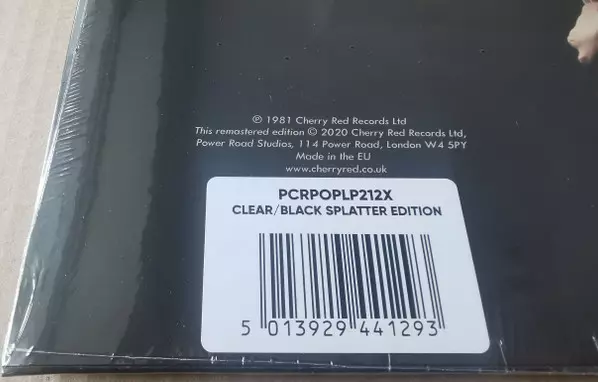 ℗ 1981 Cherry Red Records Ltd
This remastered edition © 2020 Cherry Red Records Ltd,
Power Road Studios, 114 Power Road, London W4 5PY
Made in the EU
www.cherryred.co.uk
PCRPOPLP212X
CLEAR/BLACK SPLATTER EDITION
5 013929 441293